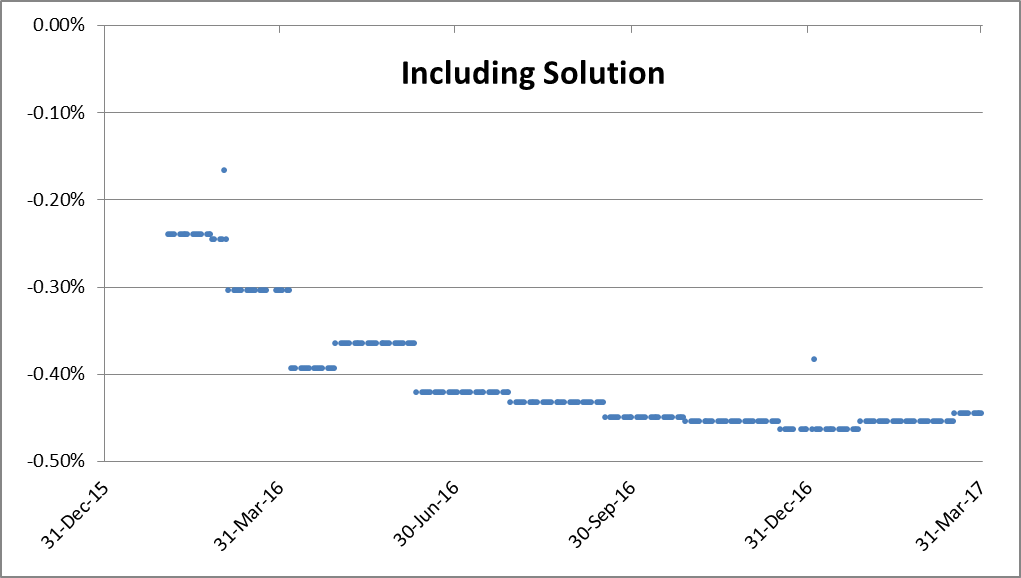 Including Solution
0.00%
-0.10%
-0.20%
-0.30%
-0.40%
-0.50%
31-Dec-15
31-Mar-16
30-Jun-16
30-Sep-16
31-Dec-16
31-Mar-17